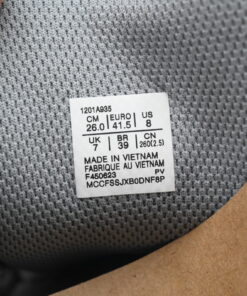 1201A935
CM EURO US
26.0 41.5 8
UK BR CN
7 39 260(2.5)
MADE IN VIETNAM
FABRIQUE AU VIETNAM
F450623 PV
MCCFSSJXB0DNF8P